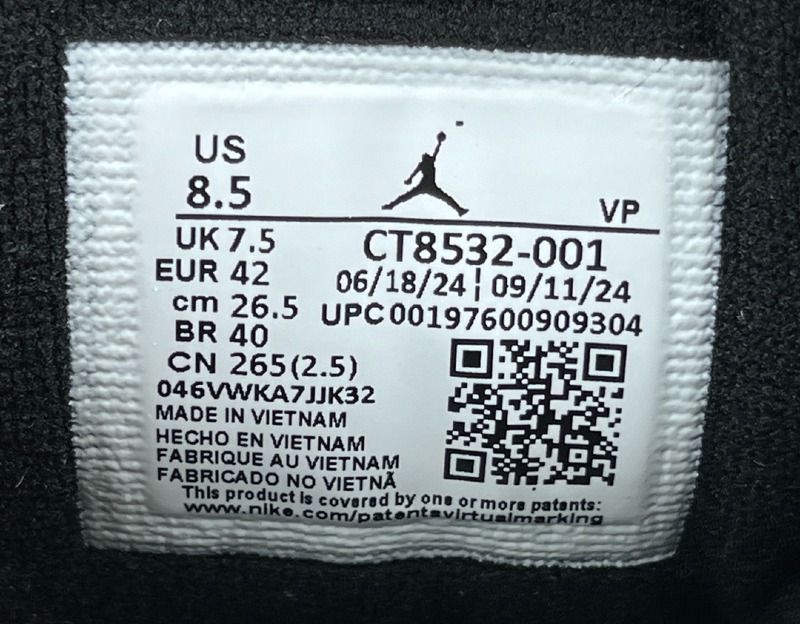 US
8.5
VP
UK 7.5
EUR 42
cm 26.5
BR 40
CN 265(2.5)
CT8532-001
06/18/24¦09/11/24
UPC00197600909304
046VWKA7JJK32
MADE IN VIETNAM
HECHO EN VIETNAM
FABRIQUE AU VIETNAM
FABRICADO NO VIETNÃ
This product is covered by one or more patents:
www.nike.com/patentsvirtualmarking